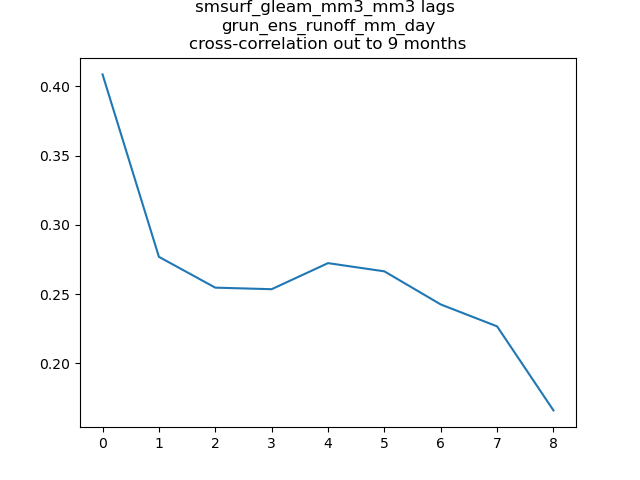 smsurf_gleam_mm3_mm3 lags
grun_ens_runoff_mm_day
cross-correlation out to 9 months
0.40
0.35
0.30
0.25
0.20
0 1 2 3 4 5 6 7 8